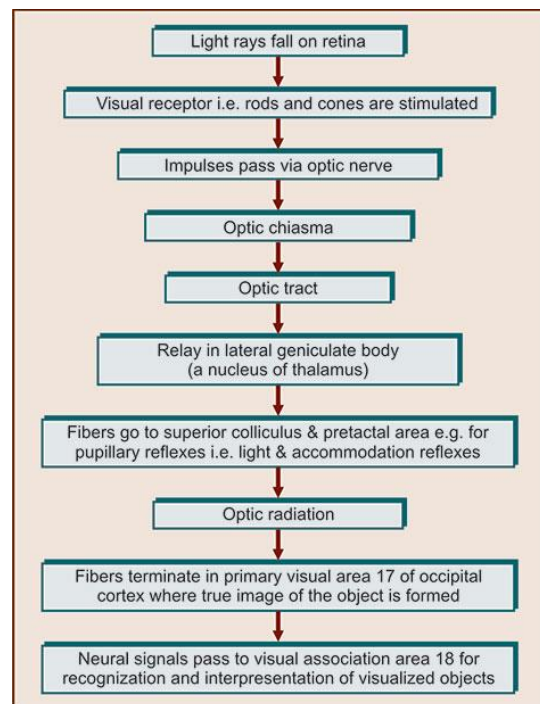 Light rays fall on retina
Visual receptor i.e. rods and cones are stimulated
Impulses pass via optic nerve
Optic chiasma
Optic tract
Relay in lateral geniculate body
(a nucleus of thalamus)
Fibers go to superior colliculus & pretactal area e.g. for
pupillary reflexes i.e. light & accommodation reflexes
Optic radiation
Fibers terminate in primary visual area 17 of occipital
cortex where true image of the object is formed
Neural signals pass to visual association area 18 for
recognization and interpresentation of visualized objects